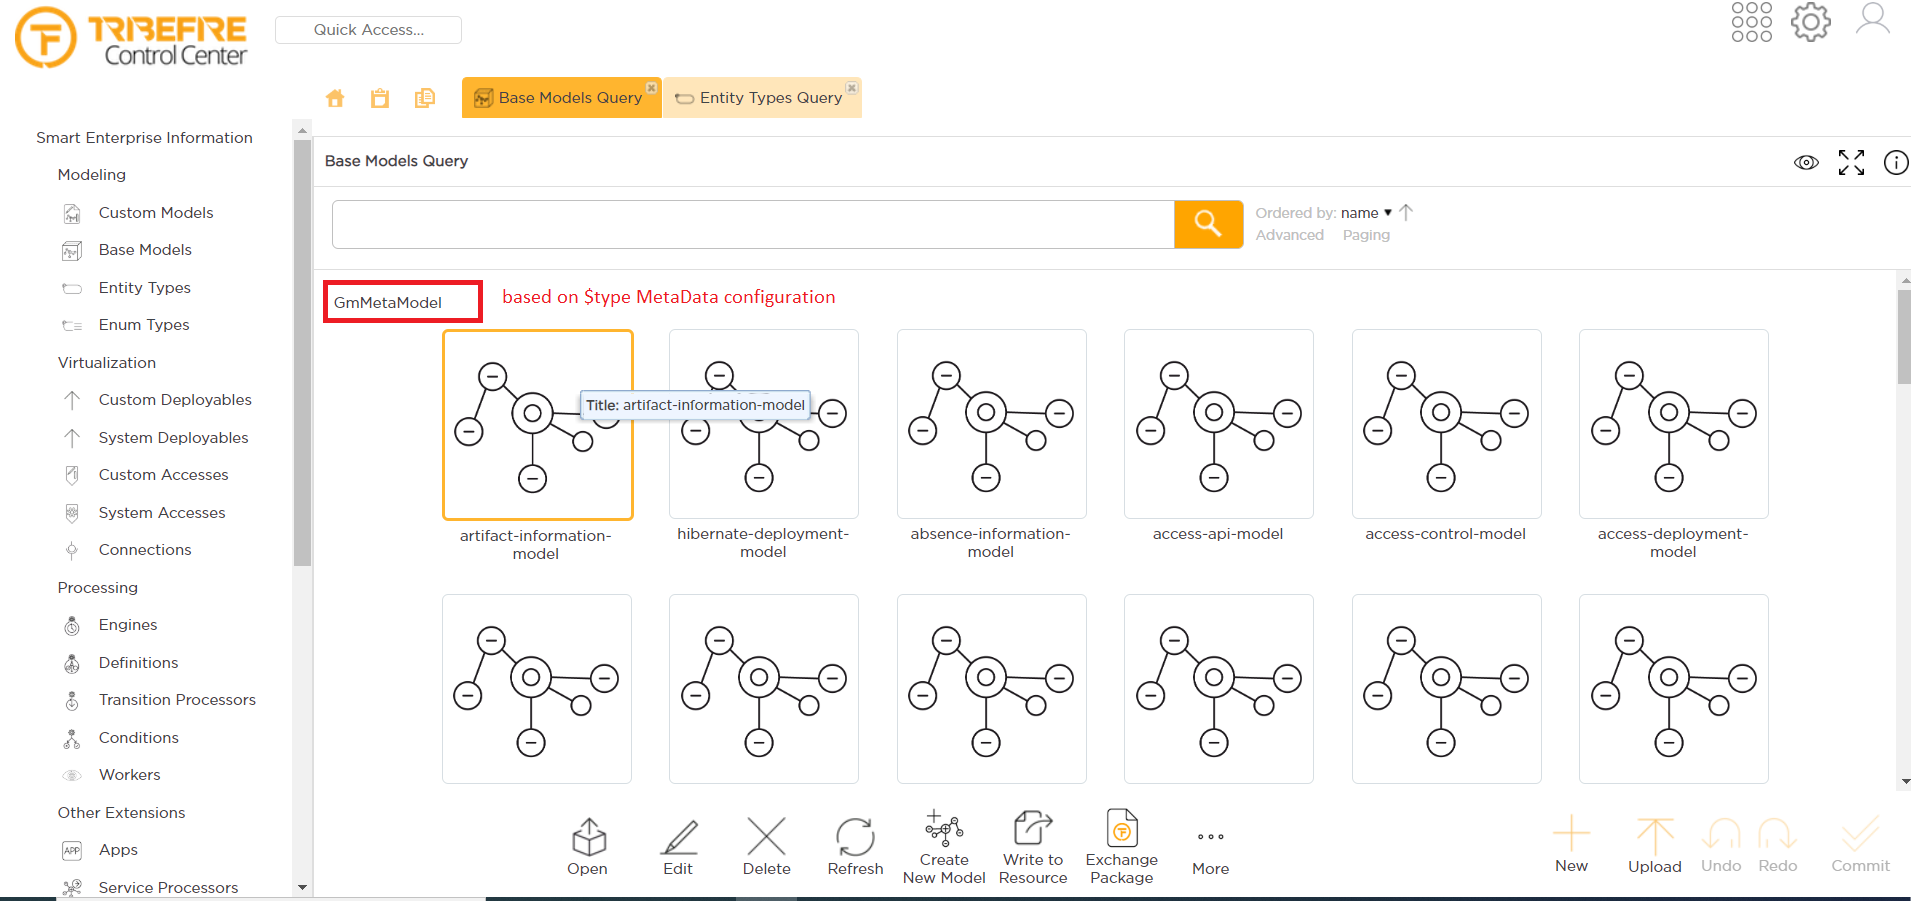 TRIBEFIRE
Control Center
Quick Access...
Base Models Query
Entity Types Query
Smart Enterprise Information
Modeling
Custom Models
Base Models
Entity Types
Enum Types
Virtualization
Custom Deployables
System Deployables
Custom Accesses
System Accesses
Connections
Processing
Engines
Definitions
Transition Processors
Conditions
Workers
Other Extensions
APP Apps
Service Processors
Base Models Query
Ordered by: name
Advanced Paging
GmMetaModel
based on $type MetaData configuration
Title: artifact-information-model
artifact-information-
model
hibernate-deployment-
model
absence-information-
model
access-api-model
access-control-model
access-deployment-
model
Open
Edit
Delete
Refresh
Create
New Model
Write to
Resource
Exchange
Package
More
New
Upload
Undo
Redo
Commit